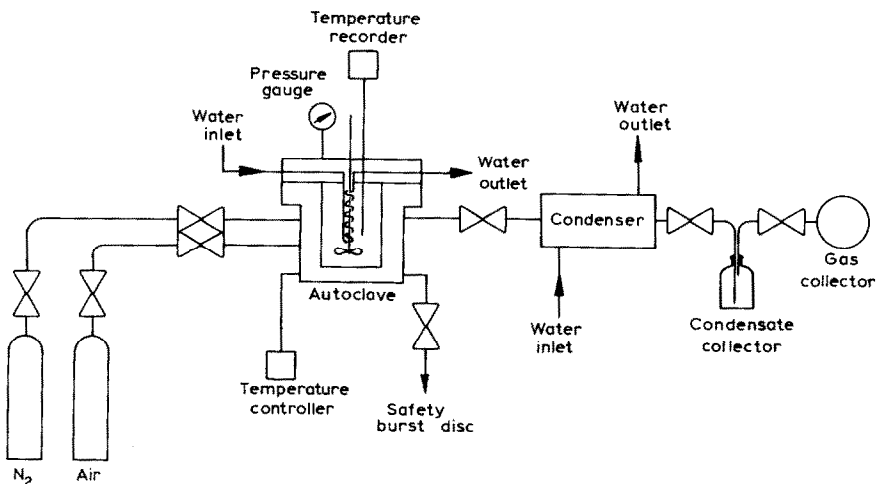 Temperature
recorder
Pressure
gauge
Water
inlet
Water
outlet
Water
outlet
Condenser
Gas
collector
Autoclave
Water
inlet
Condensate
collector
Temperature
controller
Safety
burst disc
N₂
Air